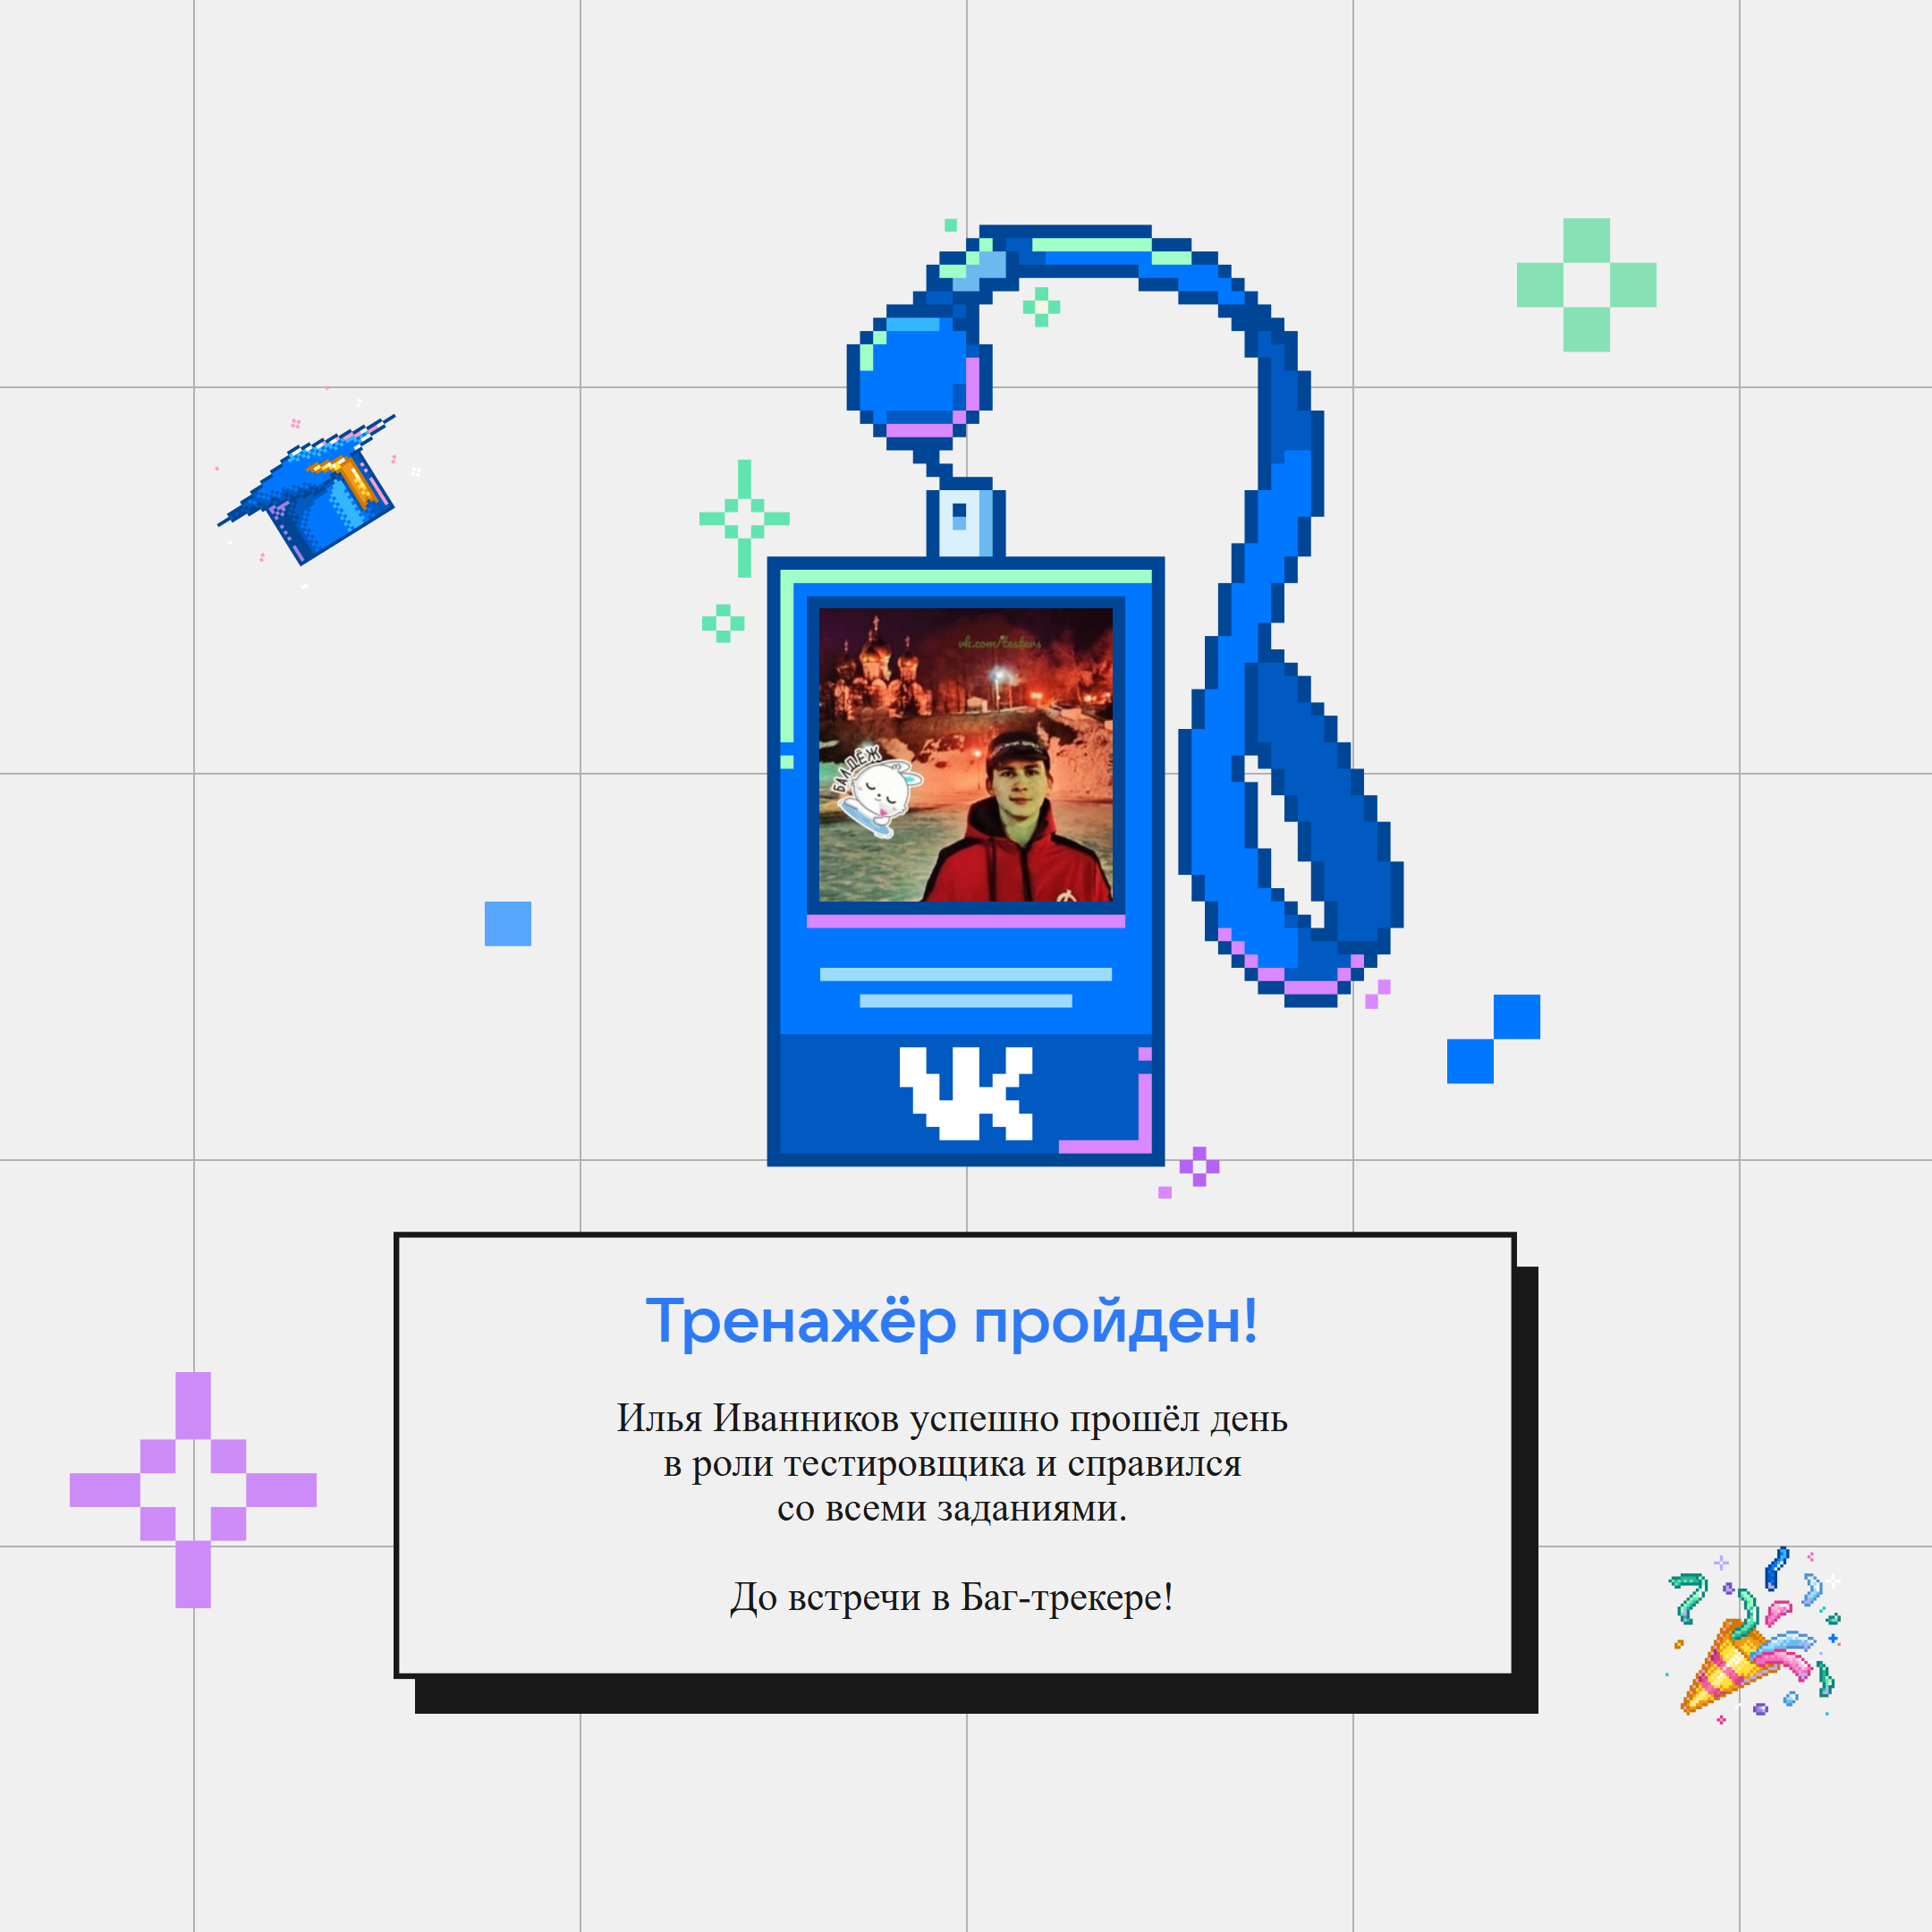 vk.com/testers
БАЛДЁЖ
VK
Тренажёр пройден!
Илья Иванников успешно прошёл день
в роли тестировщика и справился
со всеми заданиями.
До встречи в Баг-трекере!